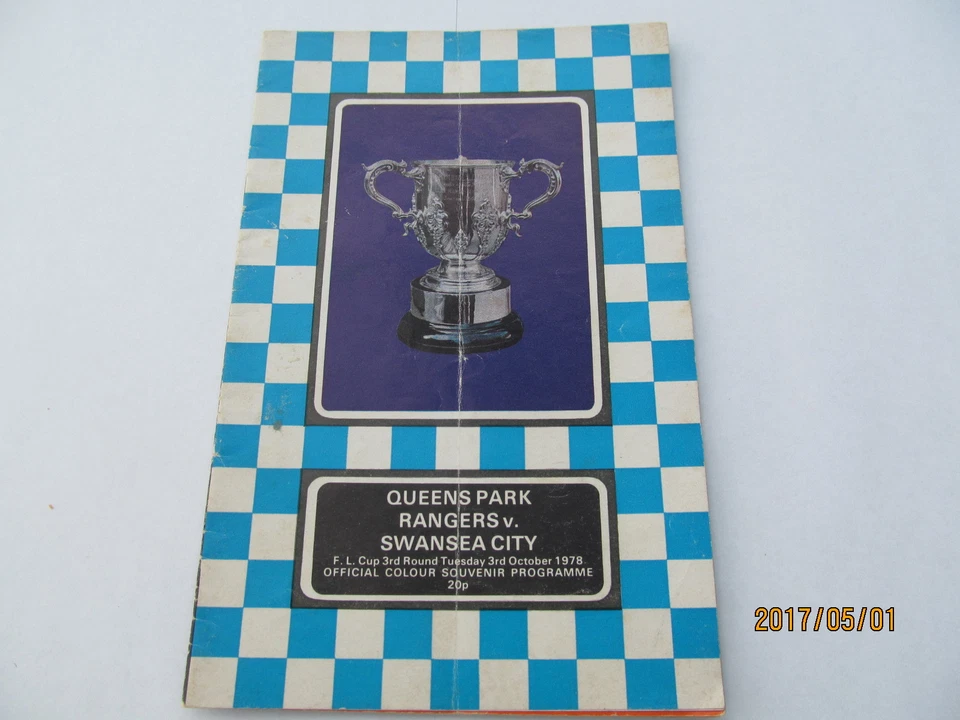 QUEENS PARK
RANGERS v.
SWANSEA CITY
F. L. Cup 3rd Round Tuesday 3rd October 1978
OFFICIAL COLOUR SOUVENIR PROGRAMME
20p
2017/05/01